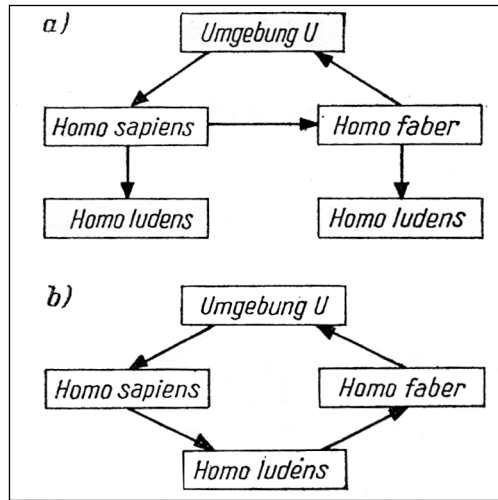 a)
Umgebung U
Homo sapiens
Homo faber
Homo ludens
Homo ludens
b)
Umgebung U
Homo sapiens
Homo faber
Homo ludens